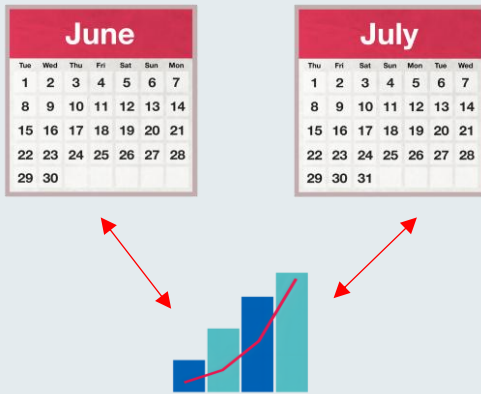 June
Tue Wed Thu Fri Sat Sun Mon
1 2 3 4 5 6 7
8 9 10 11 12 13 14
15 16 17 18 19 20 21
22 23 24 25 26 27 28
29 30
July
Thu Fri Sat Sun Mon Tue Wed
1 2 3 4 5 6 7
8 9 10 11 12 13 14
15 16 17 18 19 20 21
22 23 24 25 26 27 28
29 30 31